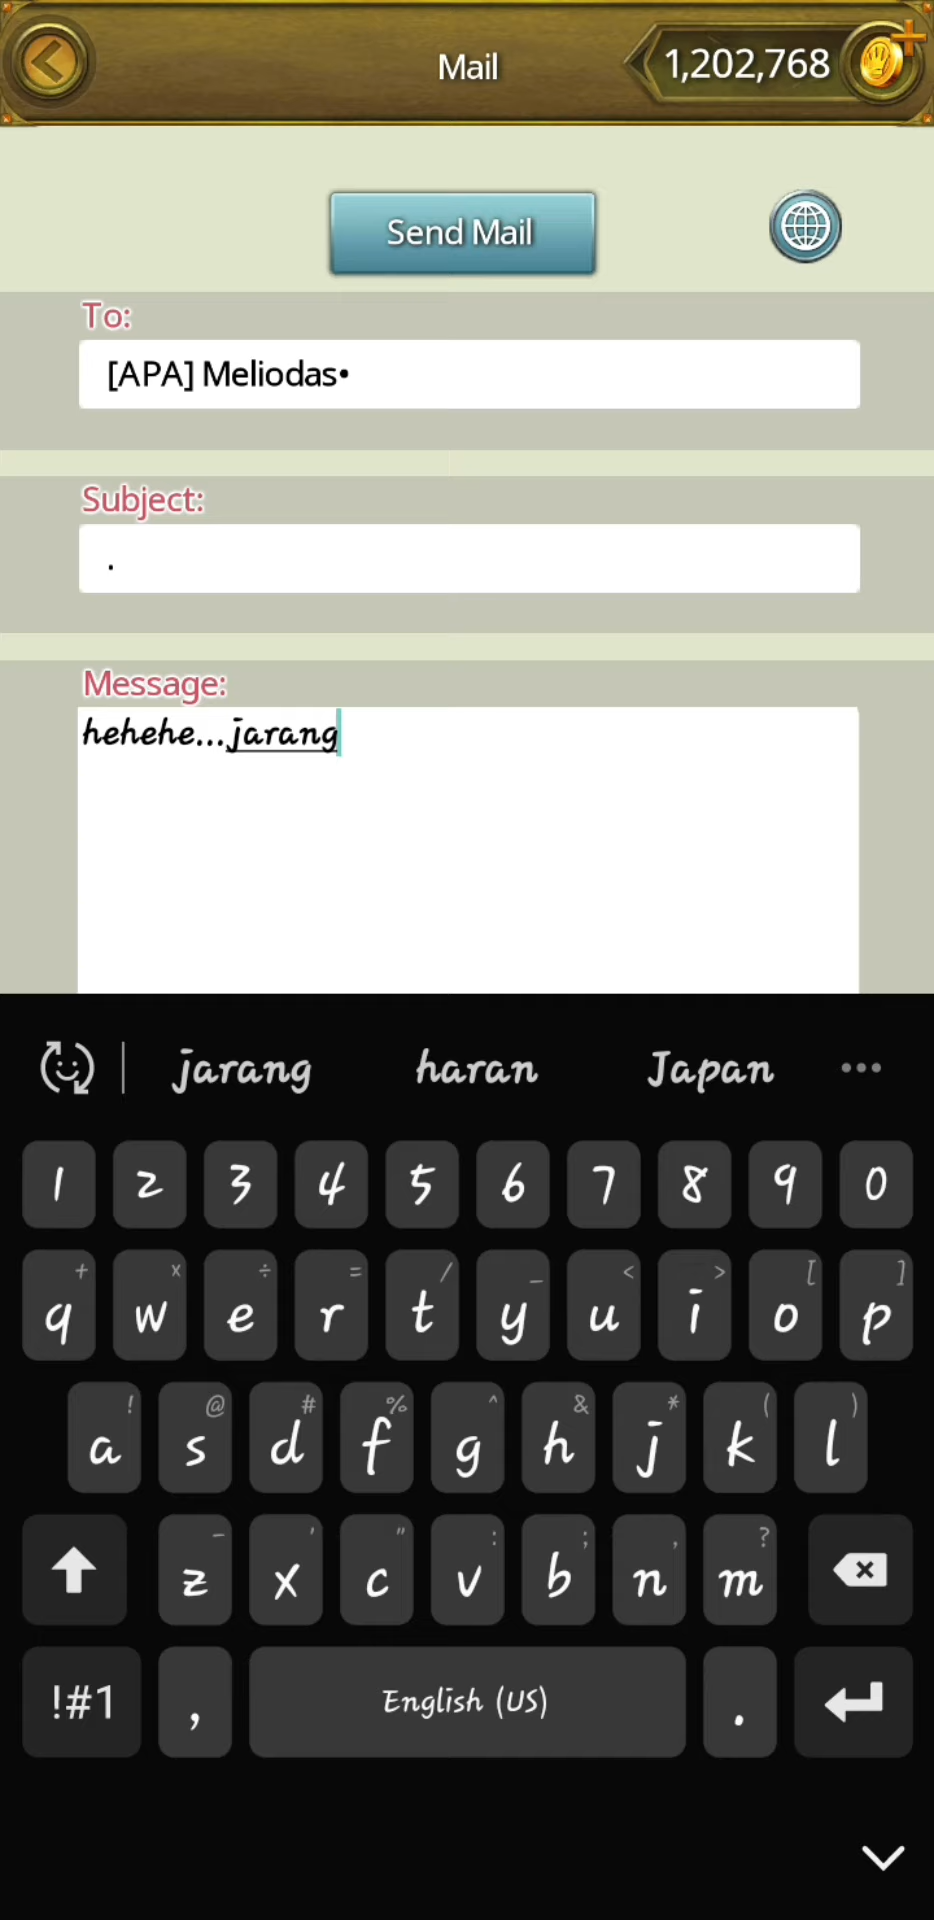 Mail
1,202,768
Send Mail
To:
[APA] Meliodas•
Subject:
.
Message:
hehehe...jarang
jarang haran Japan •••
1 2 3 4 5 6 7 8 9 0
+ × ÷ = / _ < > [ ]
q w e r t y u i o p
! @ # % ^ & * ( )
a s d f g h j k l
- ' " : ; , ?
z x c v b n m
!#1 , English (US) .